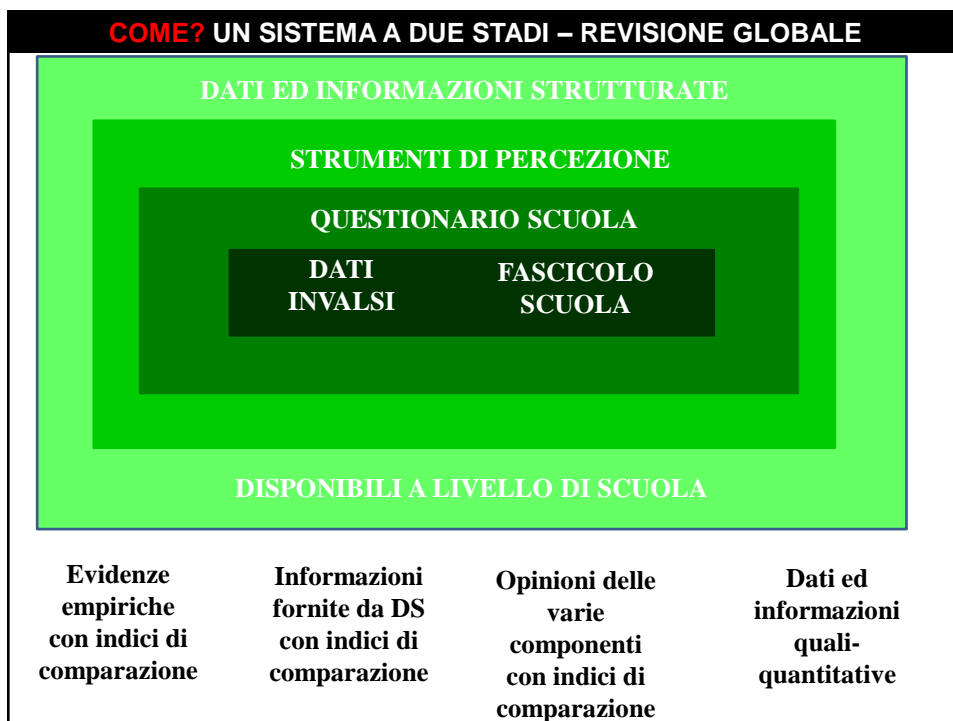 COME? UN SISTEMA A DUE STADI – REVISIONE GLOBALE
DATI ED INFORMAZIONI STRUTTURATE
STRUMENTI DI PERCEZIONE
QUESTIONARIO SCUOLA
DATI
INVALSI
FASCICOLO
SCUOLA
DISPONIBILI A LIVELLO DI SCUOLA
Evidenze
empiriche
con indici di
comparazione
Informazioni
fornite da DS
con indici di
comparazione
Opinioni delle
varie
componenti
con indici di
comparazione
Dati ed
informazioni
quali-
quantitative